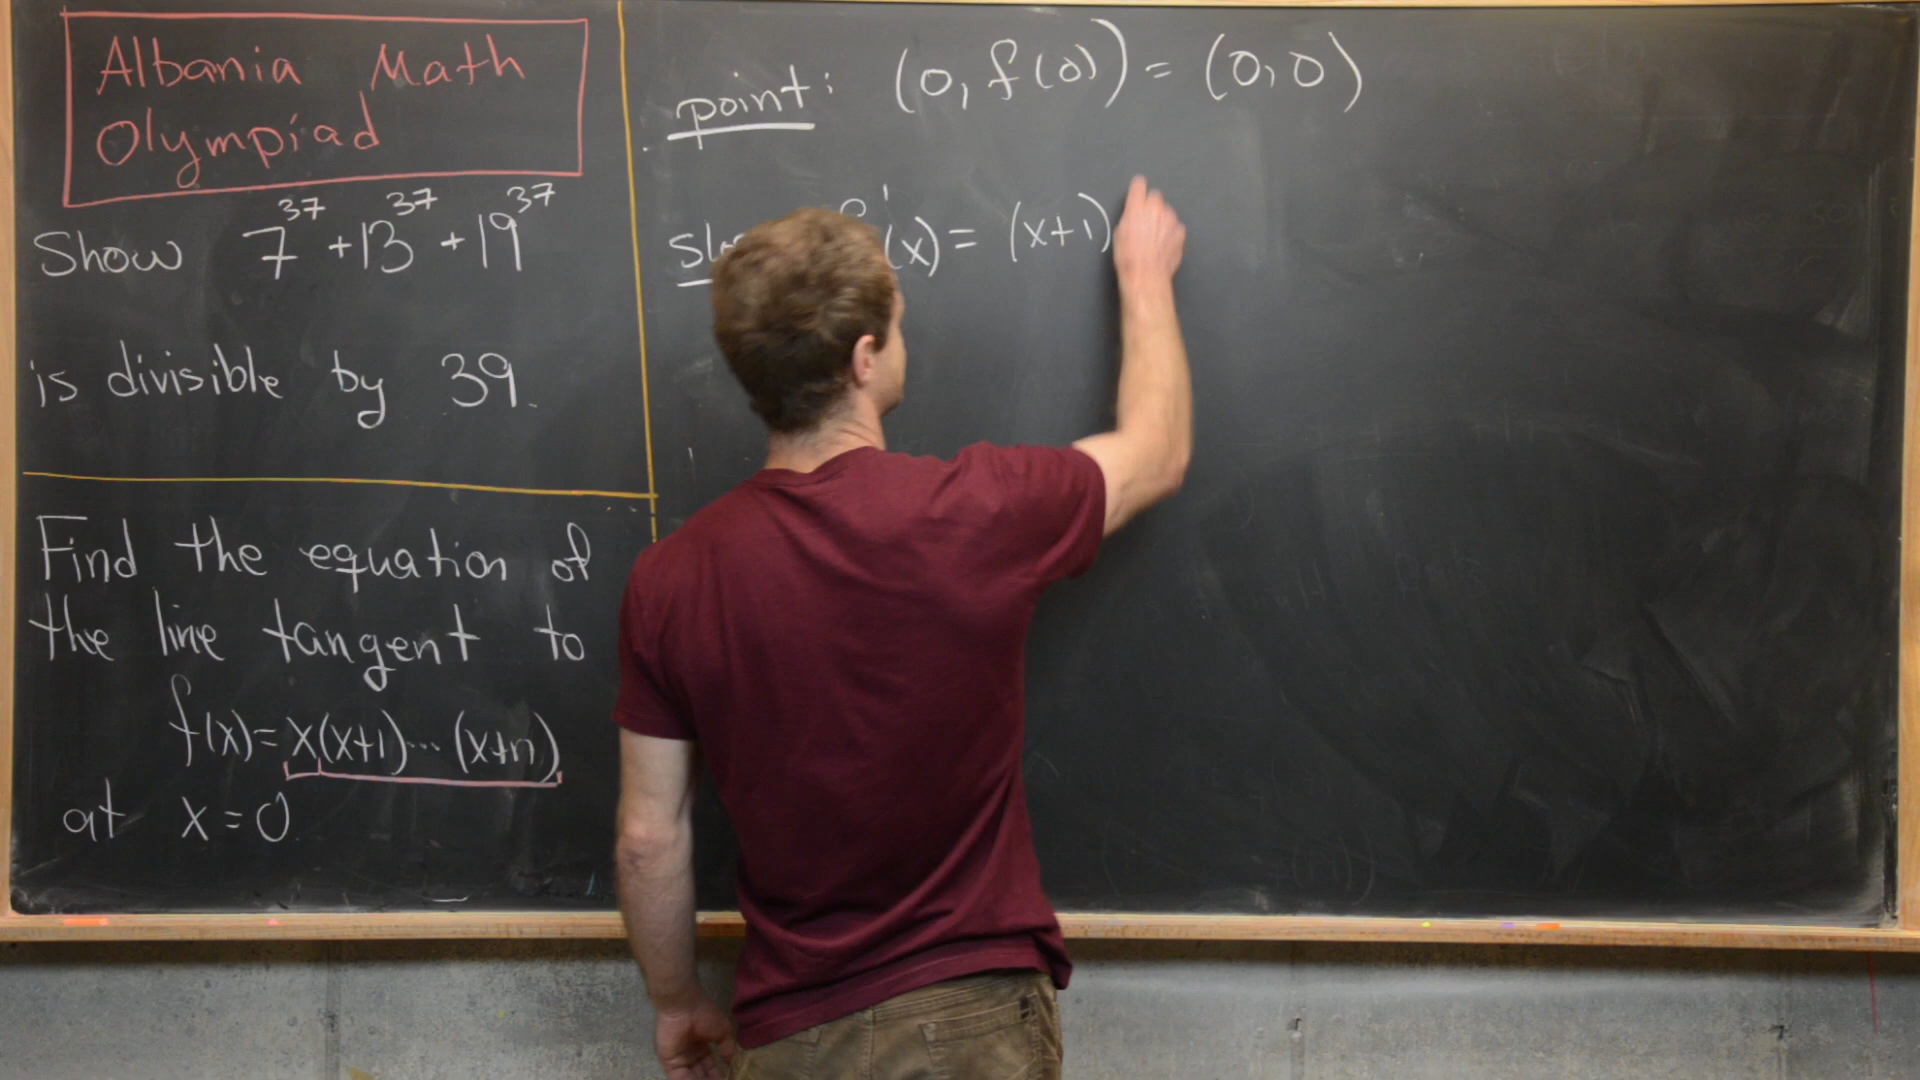 Albania Math
Olympiad
Show 7^37 + 13^37 + 19^37
is divisible by 39.
Find the equation of
the line tangent to
f(x) = x(x+1)⋯(x+n)
at x=0
point: (0, f(0)) = (0,0)
(x) = (x+1)